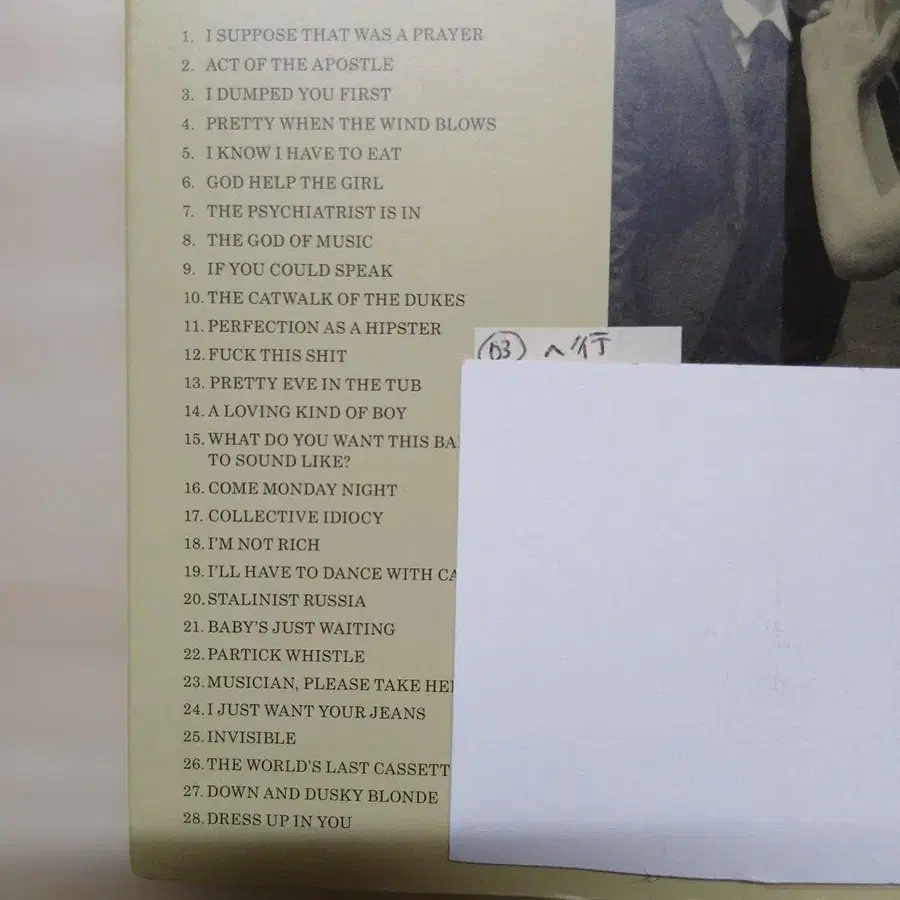 1. I SUPPOSE THAT WAS A PRAYER
2. ACT OF THE APOSTLE
3. I DUMPED YOU FIRST
4. PRETTY WHEN THE WIND BLOWS
5. I KNOW I HAVE TO EAT
6. GOD HELP THE GIRL
7. THE PSYCHIATRIST IS IN
8. THE GOD OF MUSIC
9. IF YOU COULD SPEAK
10. THE CATWALK OF THE DUKES
11. PERFECTION AS A HIPSTER
12. FUCK THIS SHIT
13. PRETTY EVE IN THE TUB
14. A LOVING KIND OF BOY
15. WHAT DO YOU WANT THIS
TO SOUND LIKE?
16. COME MONDAY NIGHT
17. COLLECTIVE IDIOCY
18. I'M NOT RICH
19. I'LL HAVE TO DANCE WITH
20. STALINIST RUSSIA
21. BABY'S JUST WAITING
22. PARTICK WHISTLE
23. MUSICIAN, PLEASE TAKE
24. I JUST WANT YOUR JEANS
25. INVISIBLE
26. THE WORLD'S LAST
27. DOWN AND DUSKY BLONDE
28. DRESS UP IN YOU